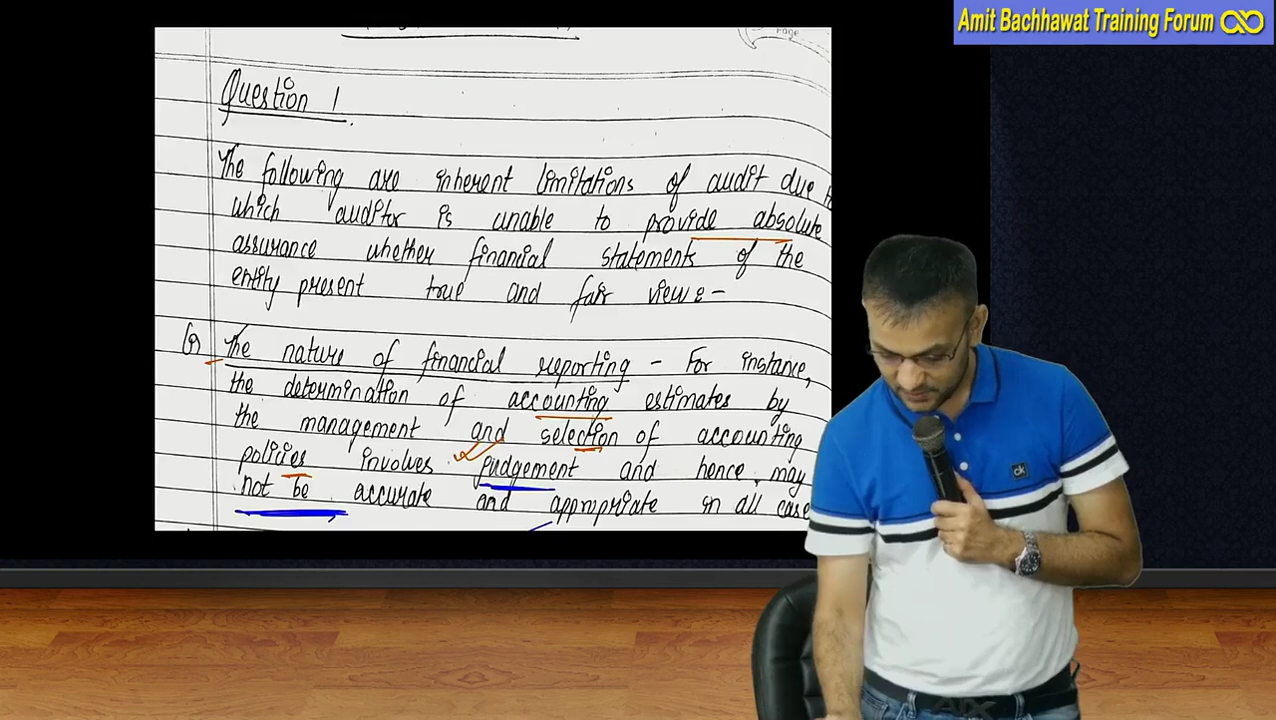 Amit Bachhawat Training Forum
Page
Question 1
The following are inherent limitations of audit due
which auditor is unable to provide absolute
assurance whether financial statements of the
entity present true and fair view:-
The nature of financial reporting - For instance,
the determination of accounting estimates by
the management and selection of accounting
policies involves judgement and hence may
not be accurate and appropriate in all case
ck